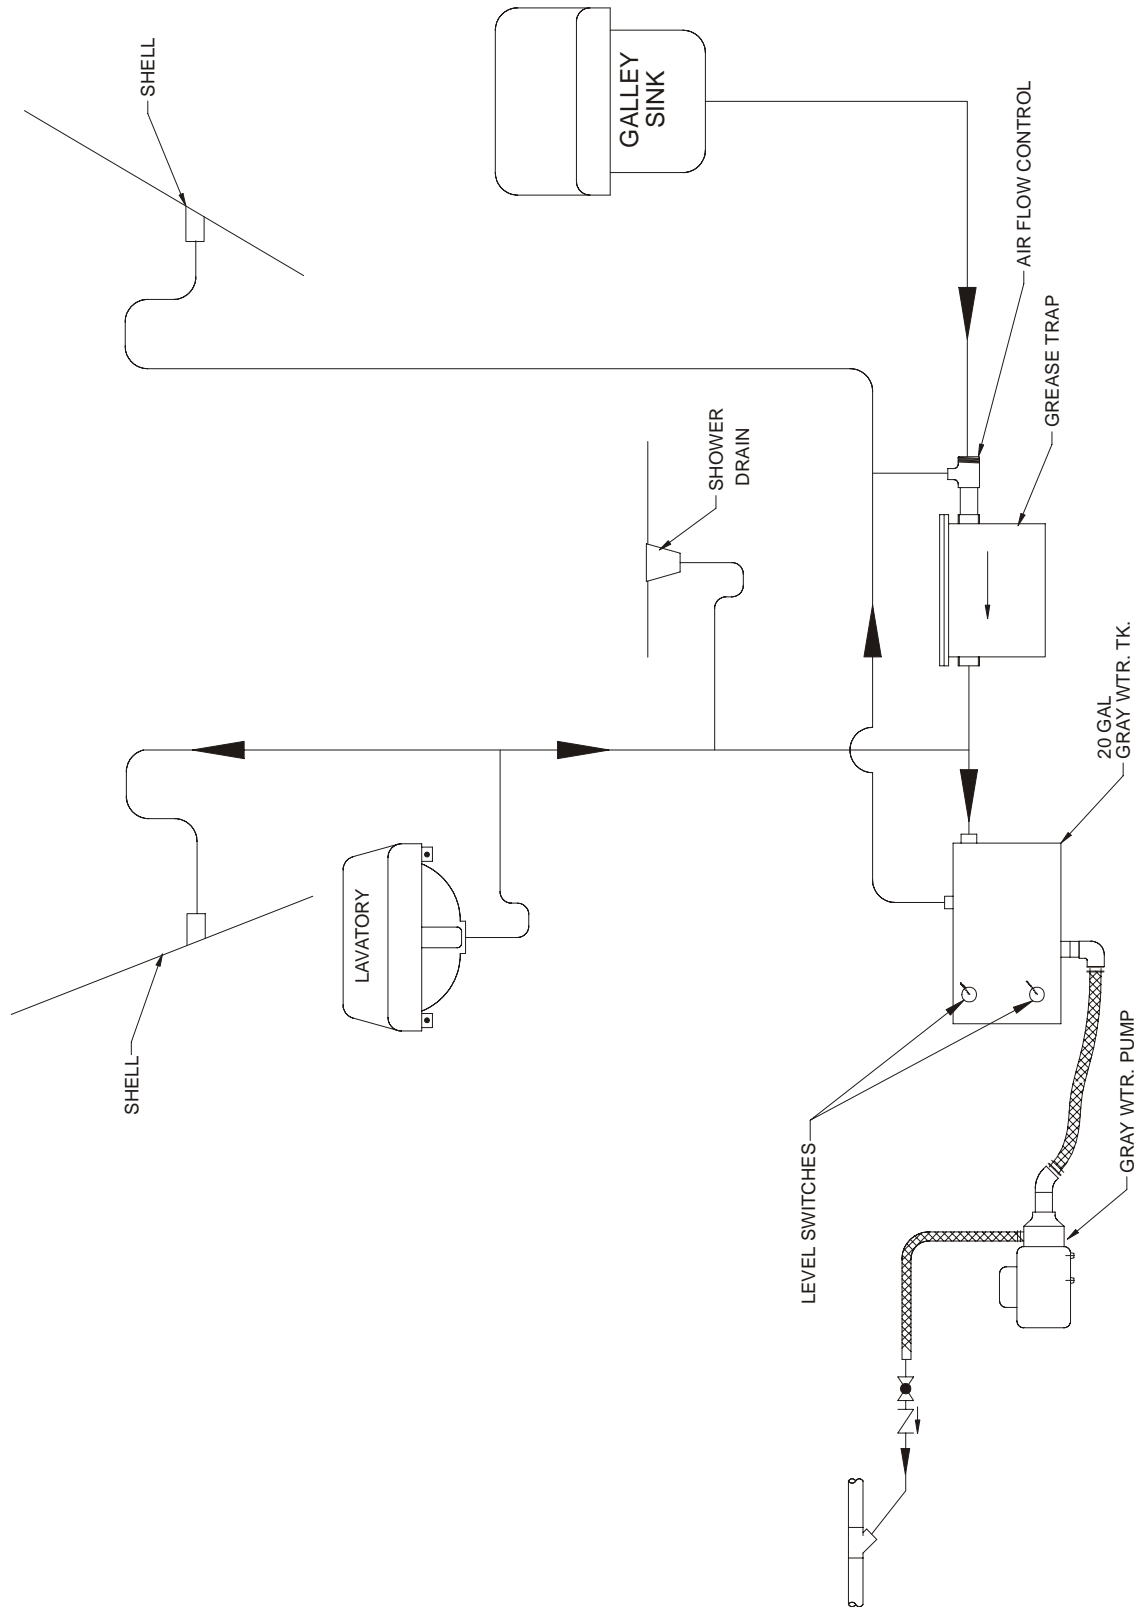 SHELL
SHELL
LAVATORY
SHOWER
DRAIN
GALLEY
SINK
LEVEL SWITCHES
AIR FLOW CONTROL
GREASE TRAP
20 GAL
GRAY WTR. TK.
GRAY WTR. PUMP